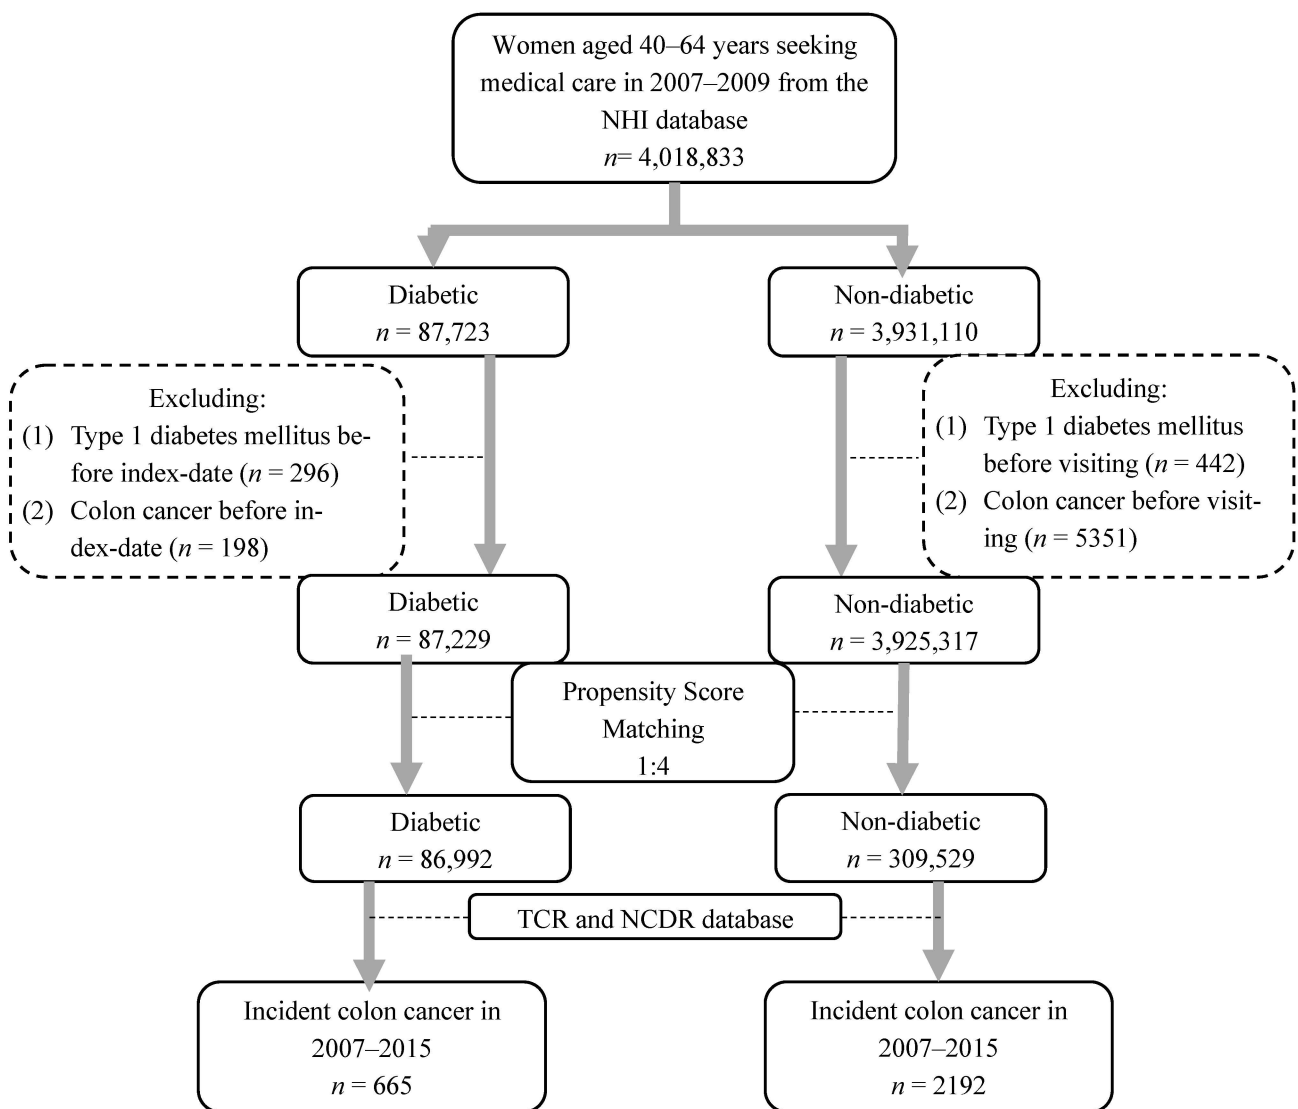 Women aged 40–64 years seeking
medical care in 2007–2009 from the
NHI database
n= 4,018,833
Diabetic
n = 87,723
Non-diabetic
n = 3,931,110
Excluding:
(1) Type 1 diabetes mellitus be-
fore index-date (n = 296)
(2) Colon cancer before in-
dex-date (n = 198)
Excluding:
(1) Type 1 diabetes mellitus
before visiting (n = 442)
(2) Colon cancer before visit-
ing (n = 5351)
Diabetic
n = 87,229
Non-diabetic
n = 3,925,317
Propensity Score
Matching
1:4
Diabetic
n = 86,992
Non-diabetic
n = 309,529
TCR and NCDR database
Incident colon cancer in
2007–2015
n = 665
Incident colon cancer in
2007–2015
n = 2192